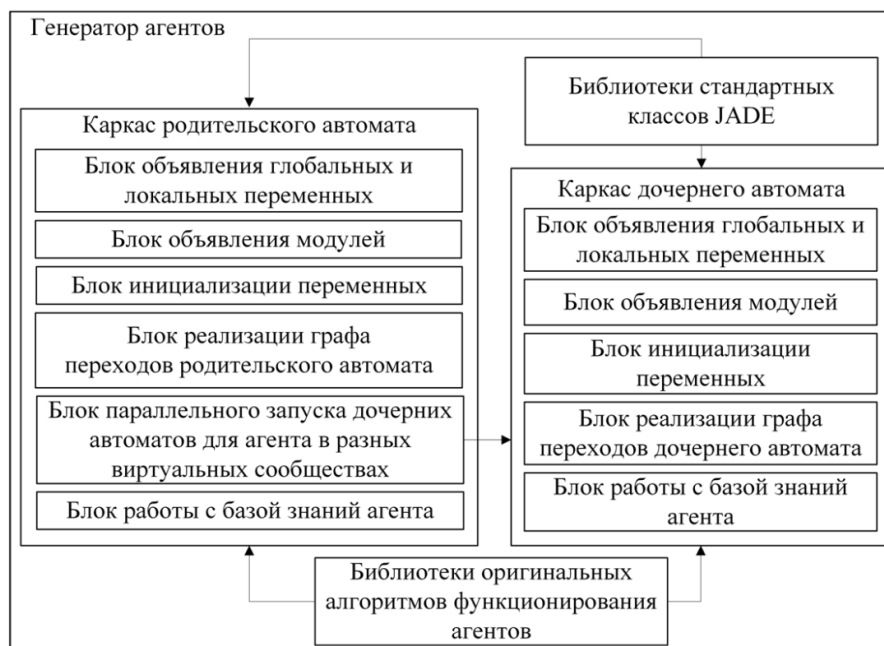 Генератор агентов
Библиотеки стандартных
классов JADE
Каркас родительского автомата
Блок объявления глобальных и
локальных переменных
Блок объявления модулей
Блок инициализации переменных
Блок реализации графа
переходов родительского автомата
Блок параллельного запуска дочерних
автоматов для агента в разных
виртуальных сообществах
Блок работы с базой знаний агента
Каркас дочернего автомата
Блок объявления глобальных и
локальных переменных
Блок объявления модулей
Блок инициализации
переменных
Блок реализации графа
переходов дочернего автомата
Блок работы с базой знаний
агента
Библиотеки оригинальных
алгоритмов функционирования
агентов